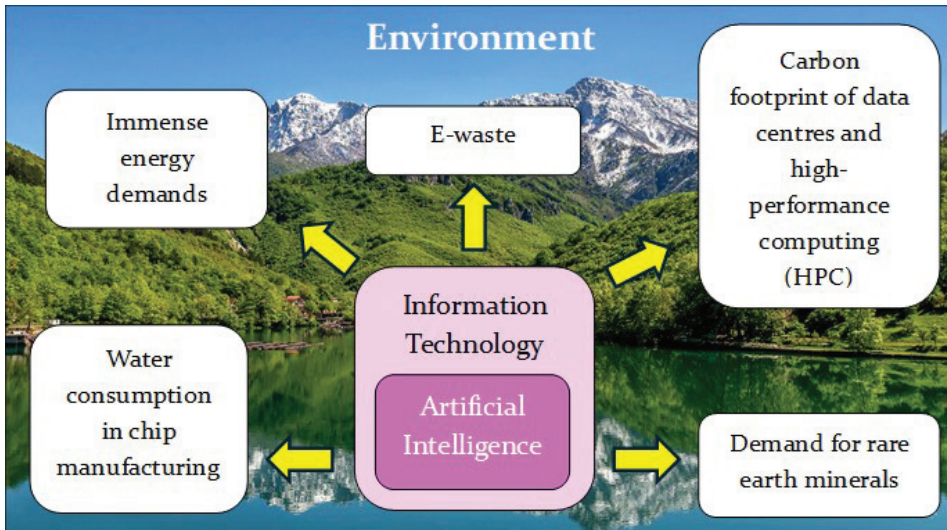 Environment
Immense
energy
demands
E-waste
Carbon
footprint of data
centres and
high-
performance
computing
(HPC)
Information
Technology
Artificial
Intelligence
Water
consumption
in chip
manufacturing
Demand for rare
earth minerals